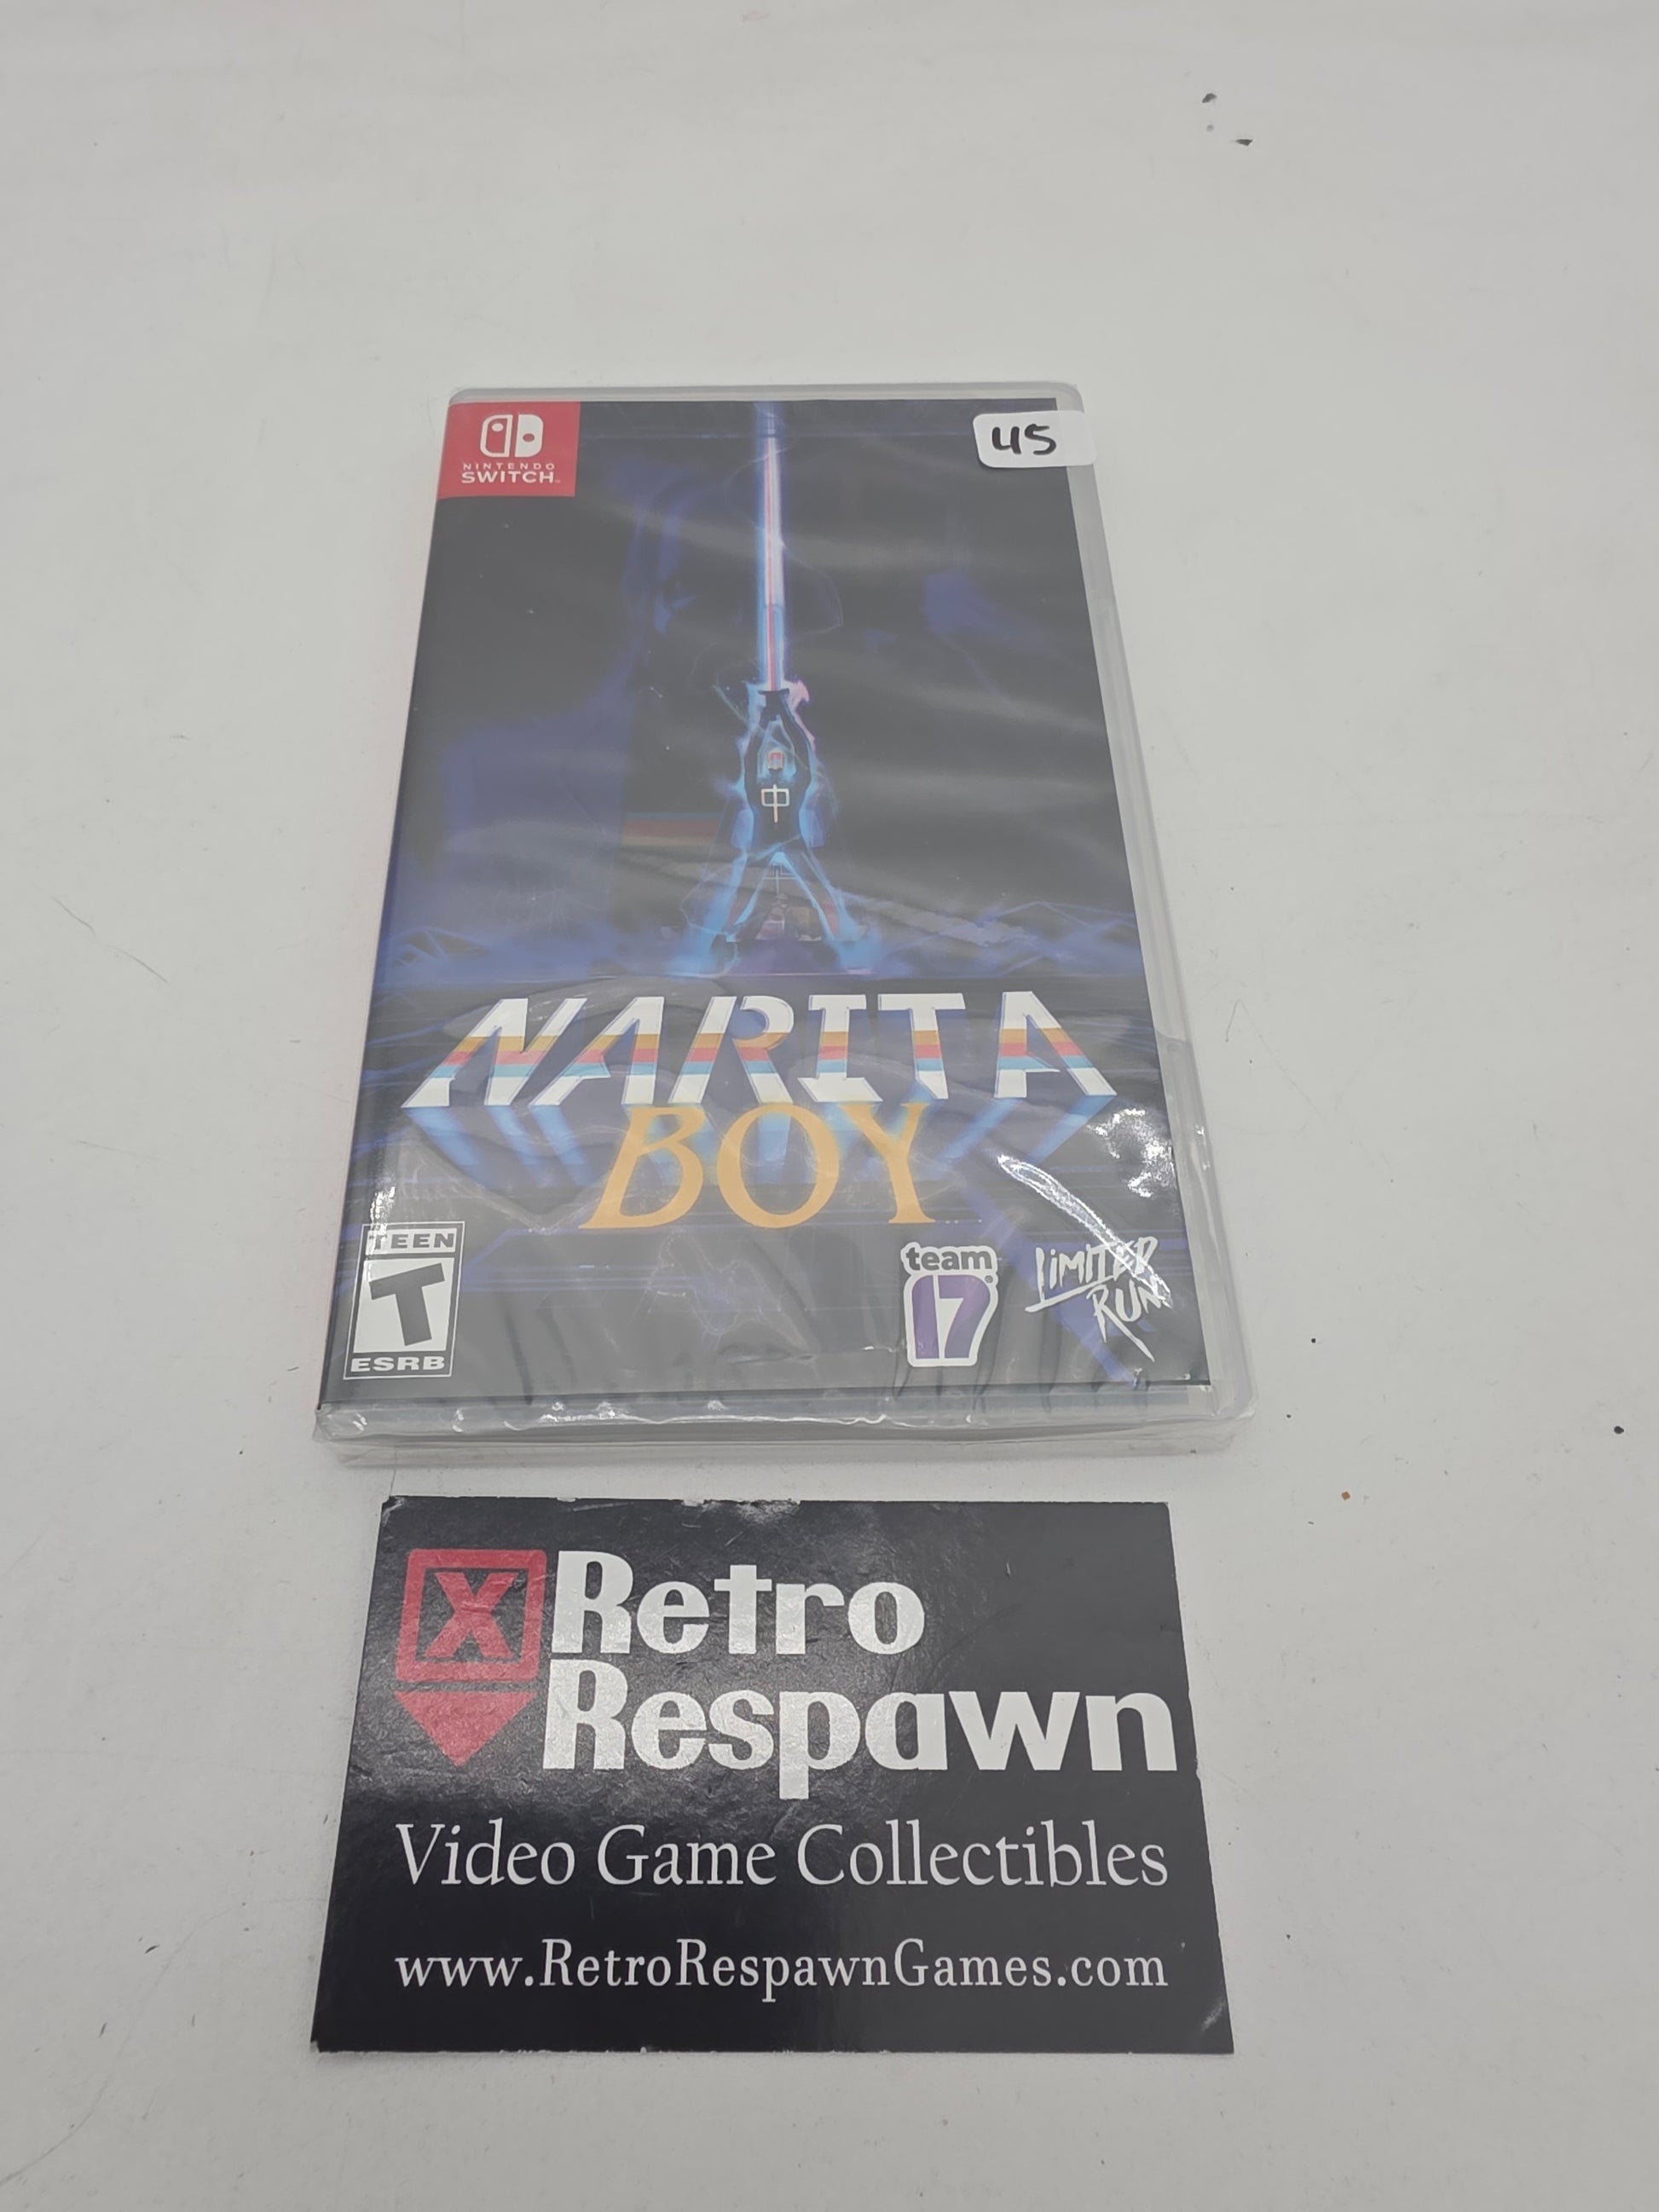 NINTENDO
SWITCH™
45
中
NARITA
BOY
TEEN
T
ESRB
team
17
LiMITED
RUN
X Retro
Respawn
Video Game Collectibles
www.RetroRespawnGames.com